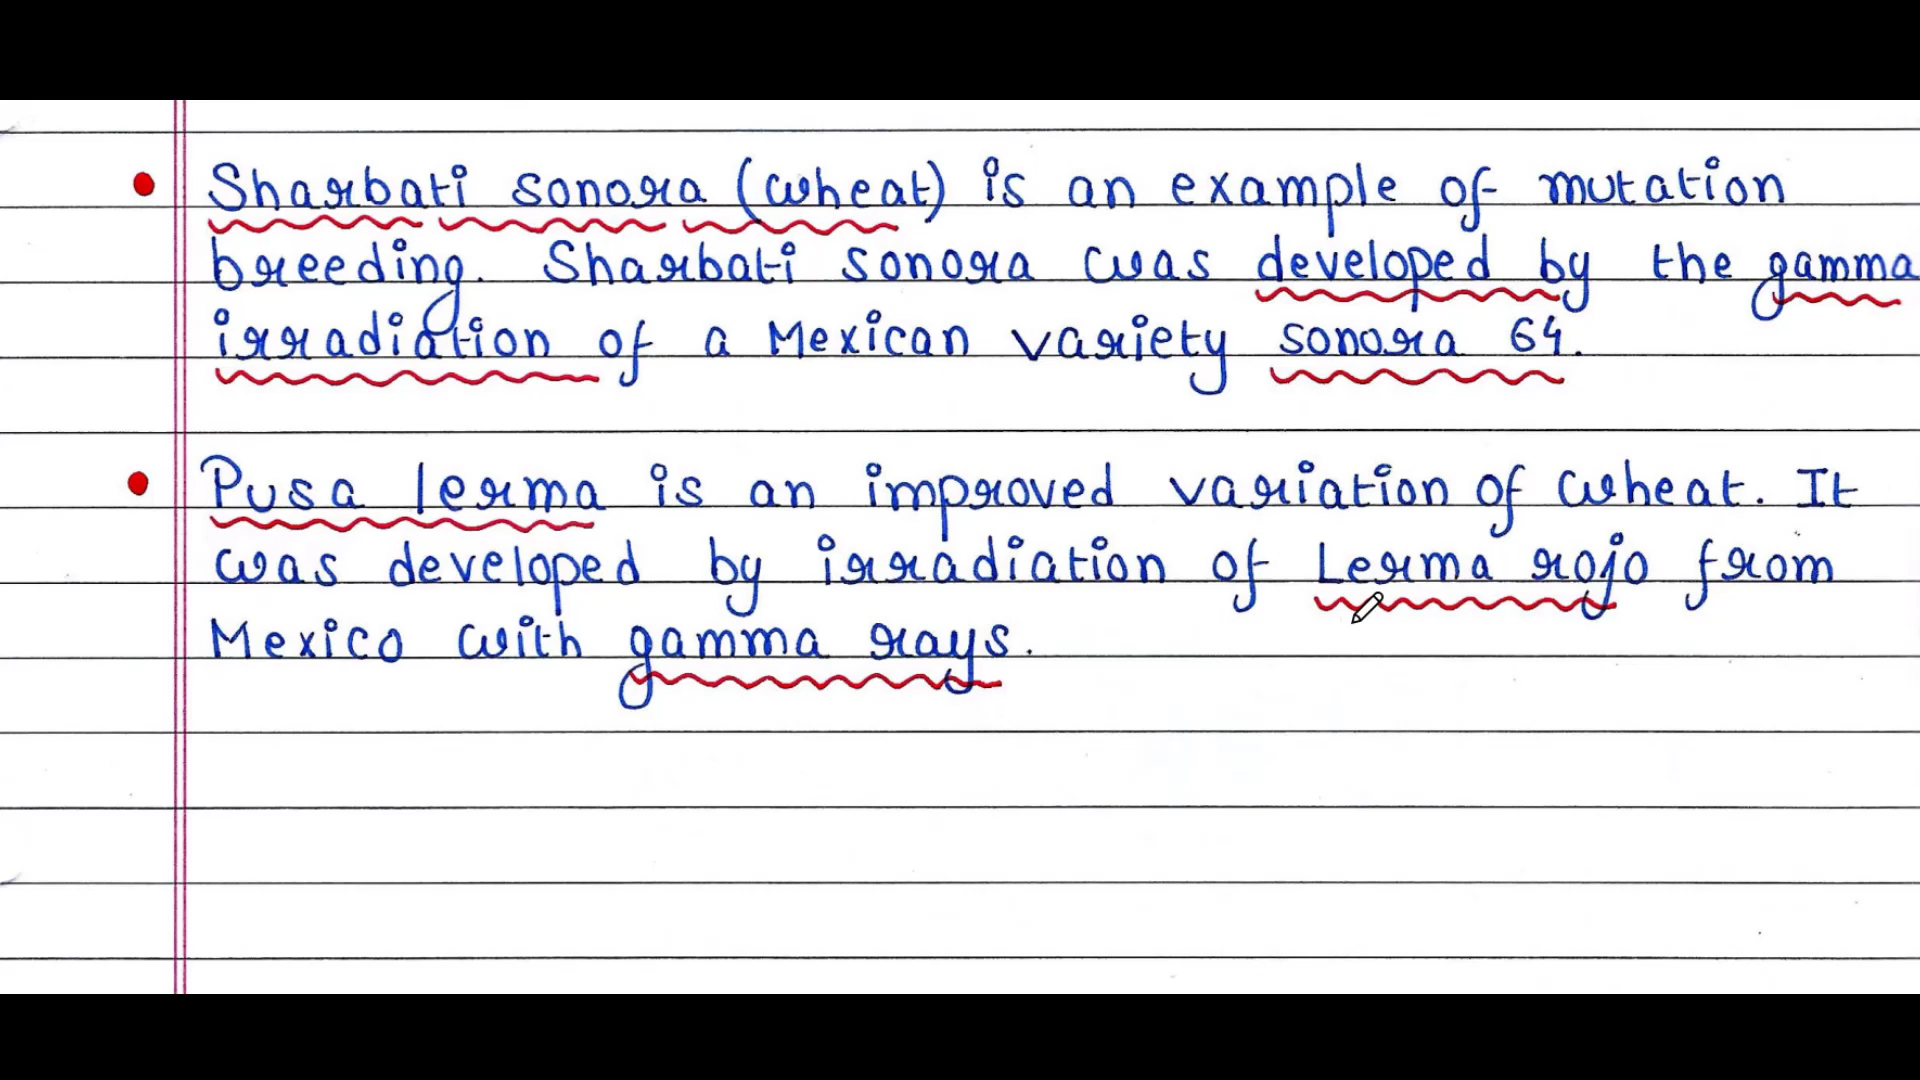 Sharbati sonora (wheat) is an example of mutation
breeding. Sharbati sonora was developed by the gamma
irradiation of a Mexican variety sonora 64.
Pusa lerma is an improved variation of wheat. It
was developed by irradiation of Lerma rojo from
Mexico with gamma rays.